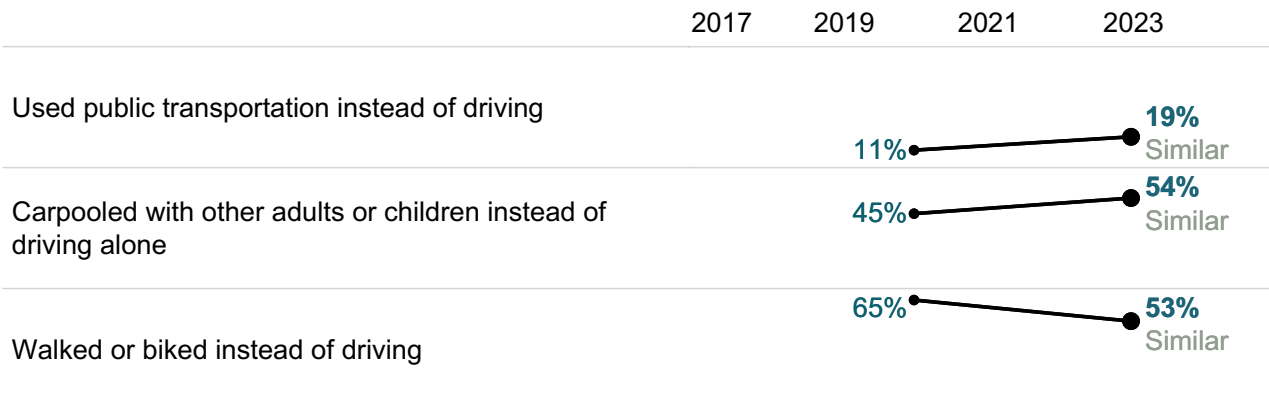 2017 2019 2021 2023
Used public transportation instead of driving
19%
11%
Similar
Carpooled with other adults or children instead of
driving alone
54%
45%
Similar
65%
53%
Similar
Walked or biked instead of driving